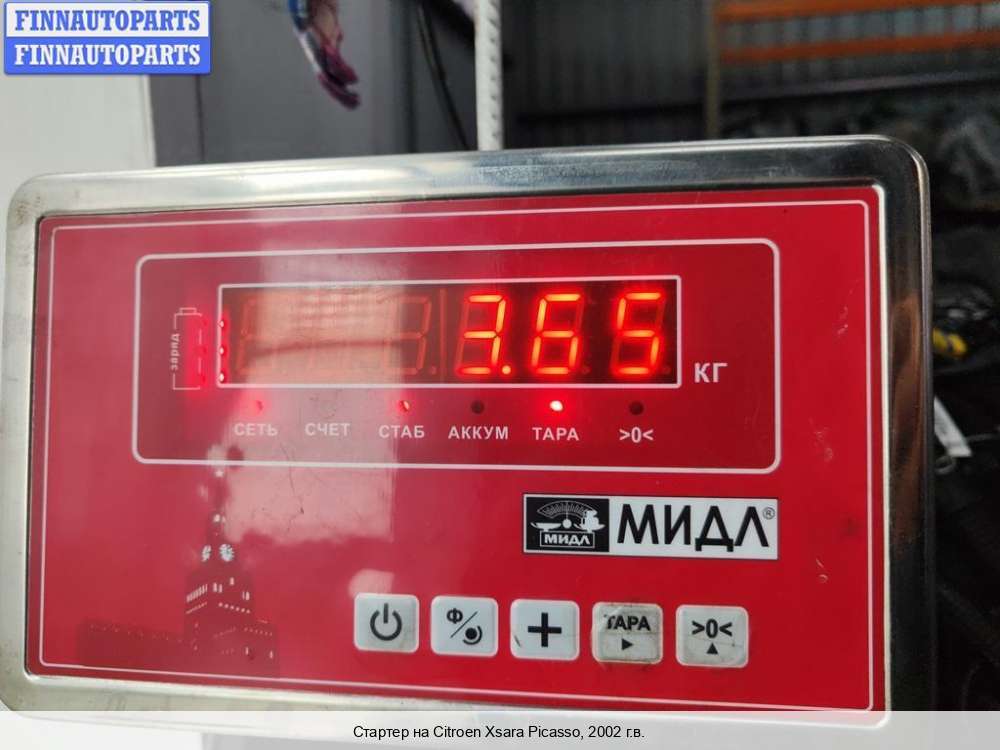 FINNAUTOPARTS
FINNAUTOPARTS
заряд
3.65
КГ
СЕТЬ СЧЕТ СТАБ АККУМ ТАРА >0<
МИДЛ
МИДЛ®
Ф
+
ТАРА
>0<
Стартер на Citroen Xsara Picasso, 2002 г.в.